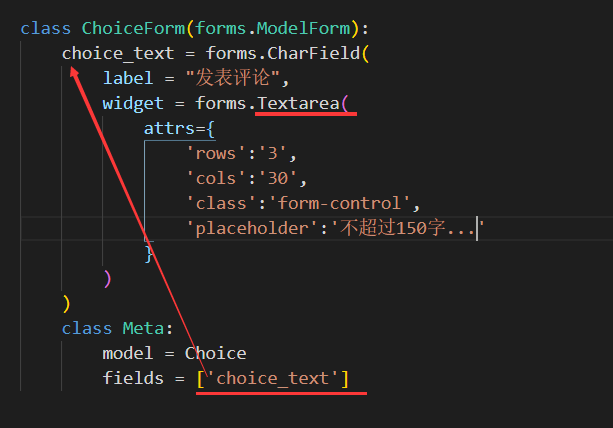 class ChoiceForm(forms.ModelForm):
    choice_text = forms.CharField(
        label = "发表评论",
        widget = forms.Textarea(
            attrs={
                'rows':'3',
                'cols':'30',
                'class':'form-control',
                'placeholder':'不超过150字...'
            }
        )
    )
    class Meta:
        model = Choice
        fields = ['choice_text']